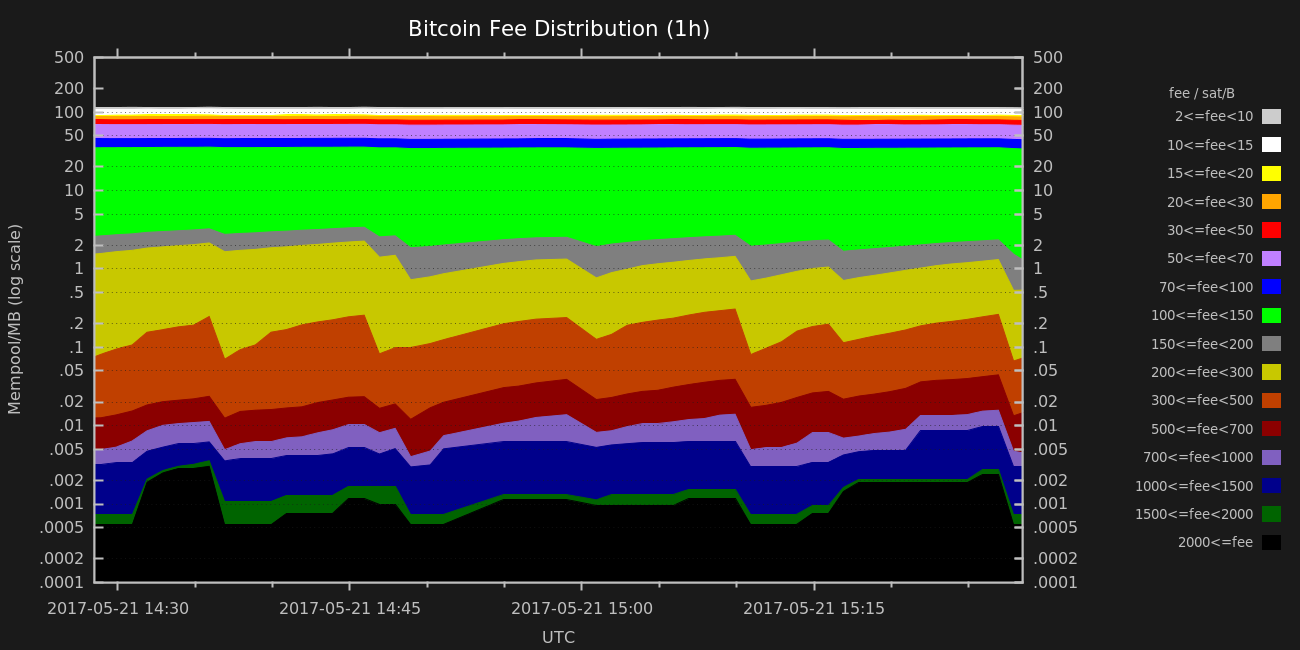 Bitcoin Fee Distribution (1h)
500
200
100
50
20
10
5
2
1
.5
.2
.1
.05
.02
.01
.005
.002
.001
.0005
.0002
.0001
Mempool/MB (log scale)
500
200
100
50
20
10
5
2
1
.5
.2
.1
.05
.02
.01
.005
.002
.001
.0005
.0002
.0001
2017-05-21 14:30
2017-05-21 14:45
2017-05-21 15:00
2017-05-21 15:15
UTC
fee / sat/B
2<=fee<10
10<=fee<15
15<=fee<20
20<=fee<30
30<=fee<50
50<=fee<70
70<=fee<100
100<=fee<150
150<=fee<200
200<=fee<300
300<=fee<500
500<=fee<700
700<=fee<1000
1000<=fee<1500
1500<=fee<2000
2000<=fee